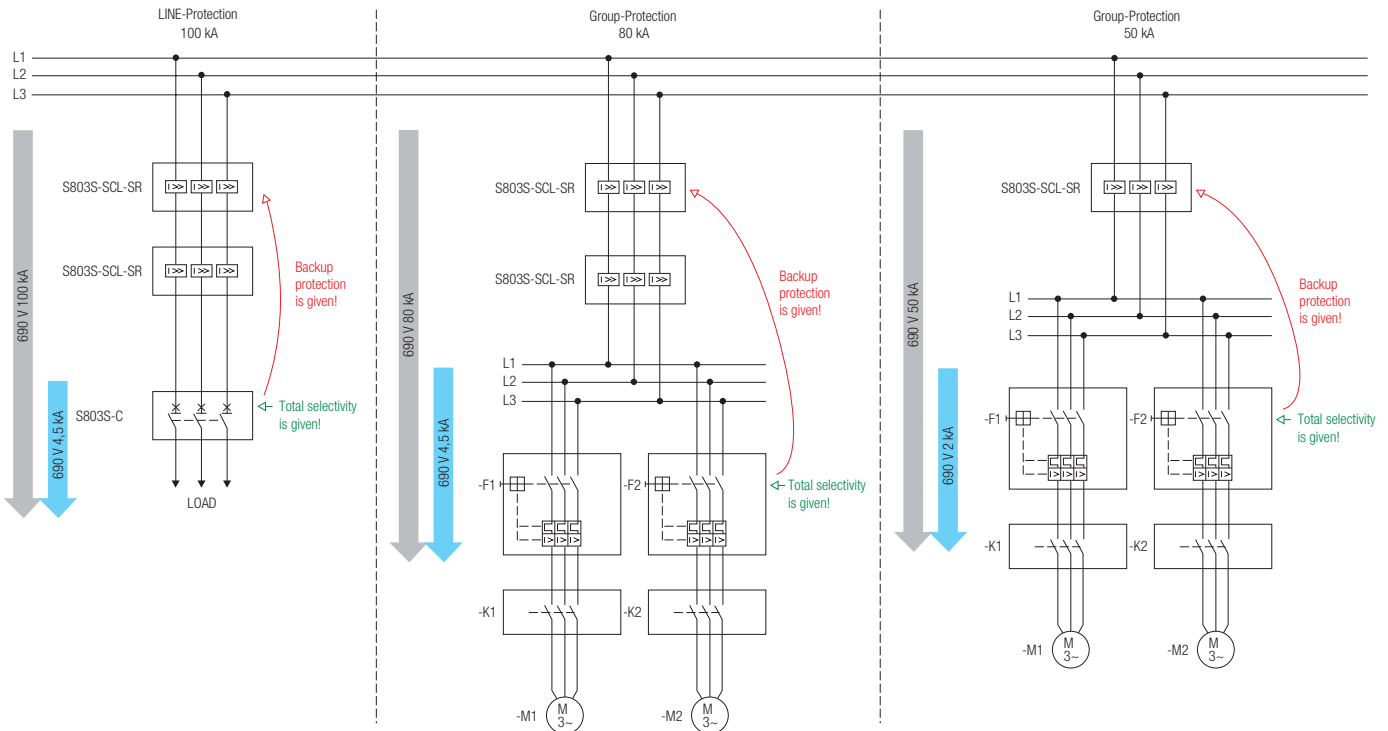 LINE-Protection
100 kA
L1
L2
L3
690 V 100 kA
690 V 4,5 kA
S803S-SCL-SR
I >>
I >>
I >>
S803S-SCL-SR
I >>
I >>
I >>
Backup
protection
is given!
S803S-C
Total selectivity
is given!
LOAD
Group-Protection
80 kA
690 V 80 kA
690 V 4,5 kA
S803S-SCL-SR
I >>
I >>
I >>
S803S-SCL-SR
I >>
I >>
I >>
Backup
protection
is given!
L1
L2
L3
-F1
I>
I>
I>
-F2
I>
I>
I>
Total selectivity
is given!
-K1
-K2
-M1
M
3~
-M2
M
3~
Group-Protection
50 kA
690 V 50 kA
690 V 2 kA
S803S-SCL-SR
I >>
I >>
I >>
Backup
protection
is given!
L1
L2
L3
-F1
I>
I>
I>
-F2
I>
I>
I>
Total selectivity
is given!
-K1
-K2
-M1
M
3~
-M2
M
3~